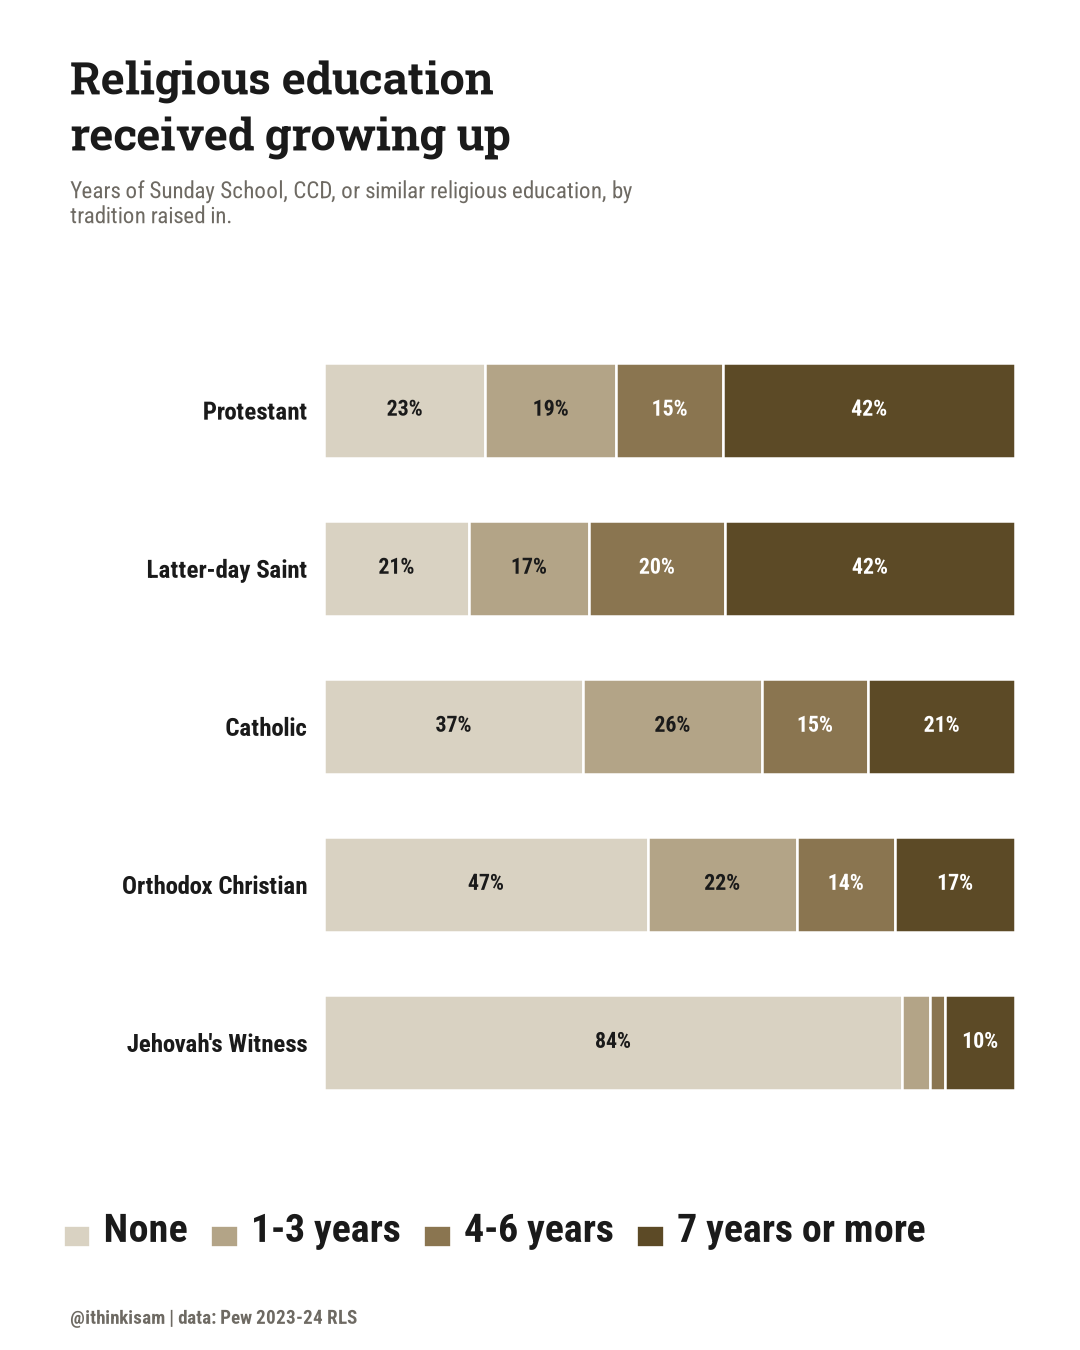 Religious education
received growing up
Years of Sunday School, CCD, or similar religious education, by
tradition raised in.
Protestant 23% 19% 15% 42%
Latter-day Saint 21% 17% 20% 42%
Catholic 37% 26% 15% 21%
Orthodox Christian 47% 22% 14% 17%
Jehovah's Witness 84% 10%
None 1-3 years 4-6 years 7 years or more
@ithinkisam | data: Pew 2023-24 RLS